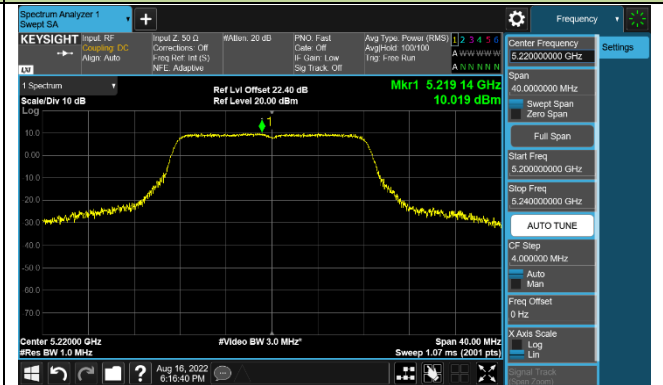 Spectrum Analyzer 1
Swept SA
Frequency
KEYSIGHT
Input: RF
Coupling: DC
Align: Auto
Input Z: 50 Ω
Corrections: Off
Freq Ref: Int (S)
NFE: Adaptive
#Atten: 20 dB
PNO: Fast
Gate: Off
IF Gain: Low
Sig Track: Off
Avg Type: Power (RMS)
Avg|Hold: 100/100
Trig: Free Run
1 2 3 4 5 6
A W W W W W
A N N N N N
LXI
Center Frequency
5.220000000 GHz
Settings
Span
40.0000000 MHz
Swept Span
Zero Span
Full Span
Start Freq
5.200000000 GHz
Stop Freq
5.240000000 GHz
AUTO TUNE
CF Step
4.000000 MHz
Auto
Man
Freq Offset
0 Hz
X Axis Scale
Log
Lin
Signal Track
(Span Zoom)
1 Spectrum
Scale/Div 10 dB
Log
Ref Lvl Offset 22.40 dB
Ref Level 20.00 dBm
Mkr1 5.219 14 GHz
10.019 dBm
1
10.0
0.00
-10.0
-20.0
-30.0
-40.0
-50.0
-60.0
-70.0
Center 5.22000 GHz
#Res BW 1.0 MHz
#Video BW 3.0 MHz*
Span 40.00 MHz
Sweep 1.07 ms (2001 pts)
?
Aug 16, 2022
6:16:40 PM